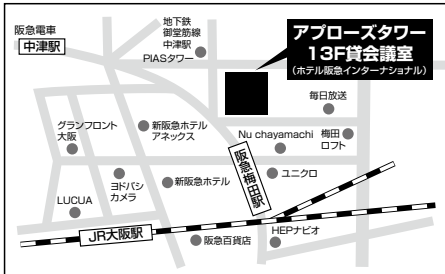 阪急電車
中津駅
地下鉄
御堂筋線
中津駅
PIASタワー
アプローズタワー
13F貸会議室
(ホテル阪急インターナショナル)
毎日放送
グランフロント
大阪
新阪急ホテル
アネックス
Nu chayamachi
梅田
ロフト
阪急梅田駅
ヨドバシ
カメラ
新阪急ホテル
ユニクロ
LUCUA
JR大阪駅
阪急百貨店
HEPナビオ